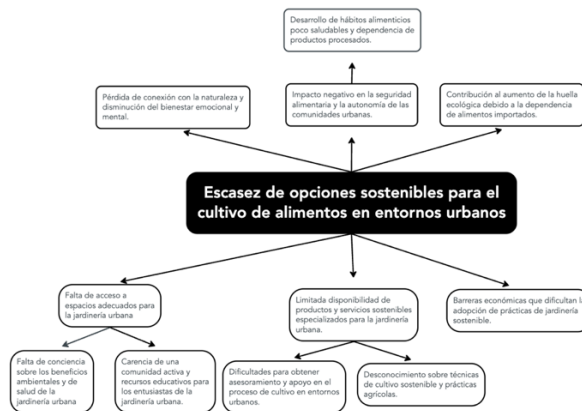 Desarrollo de hábitos alimenticios
poco saludables y dependencia de
productos procesados.
Pérdida de conexión con la naturaleza y
disminución del bienestar emocional y
mental.
Impacto negativo en la seguridad
alimentaria y la autonomía de las
comunidades urbanas.
Contribución al aumento de la huella
ecológica debido a la dependencia
de alimentos importados.
Escasez de opciones sostenibles para el
cultivo de alimentos en entornos urbanos
Falta de acceso a
espacios adecuados para
la jardinería urbana
Limitada disponibilidad de
productos y servicios sostenibles
especializados para la jardinería
urbana.
Barreras económicas que dificultan la
adopción de prácticas de jardinería
sostenible.
Falta de conciencia
sobre los beneficios
ambientales y de
salud de la
jardinería urbana
Carencia de una
comunidad activa y
recursos educativos para
los entusiastas de la
jardinería urbana.
Dificultades para obtener
asesoramiento y apoyo en el
proceso de cultivo en entornos
urbanos.
Desconocimiento sobre técnicas
de cultivo sostenible y prácticas
agrícolas.